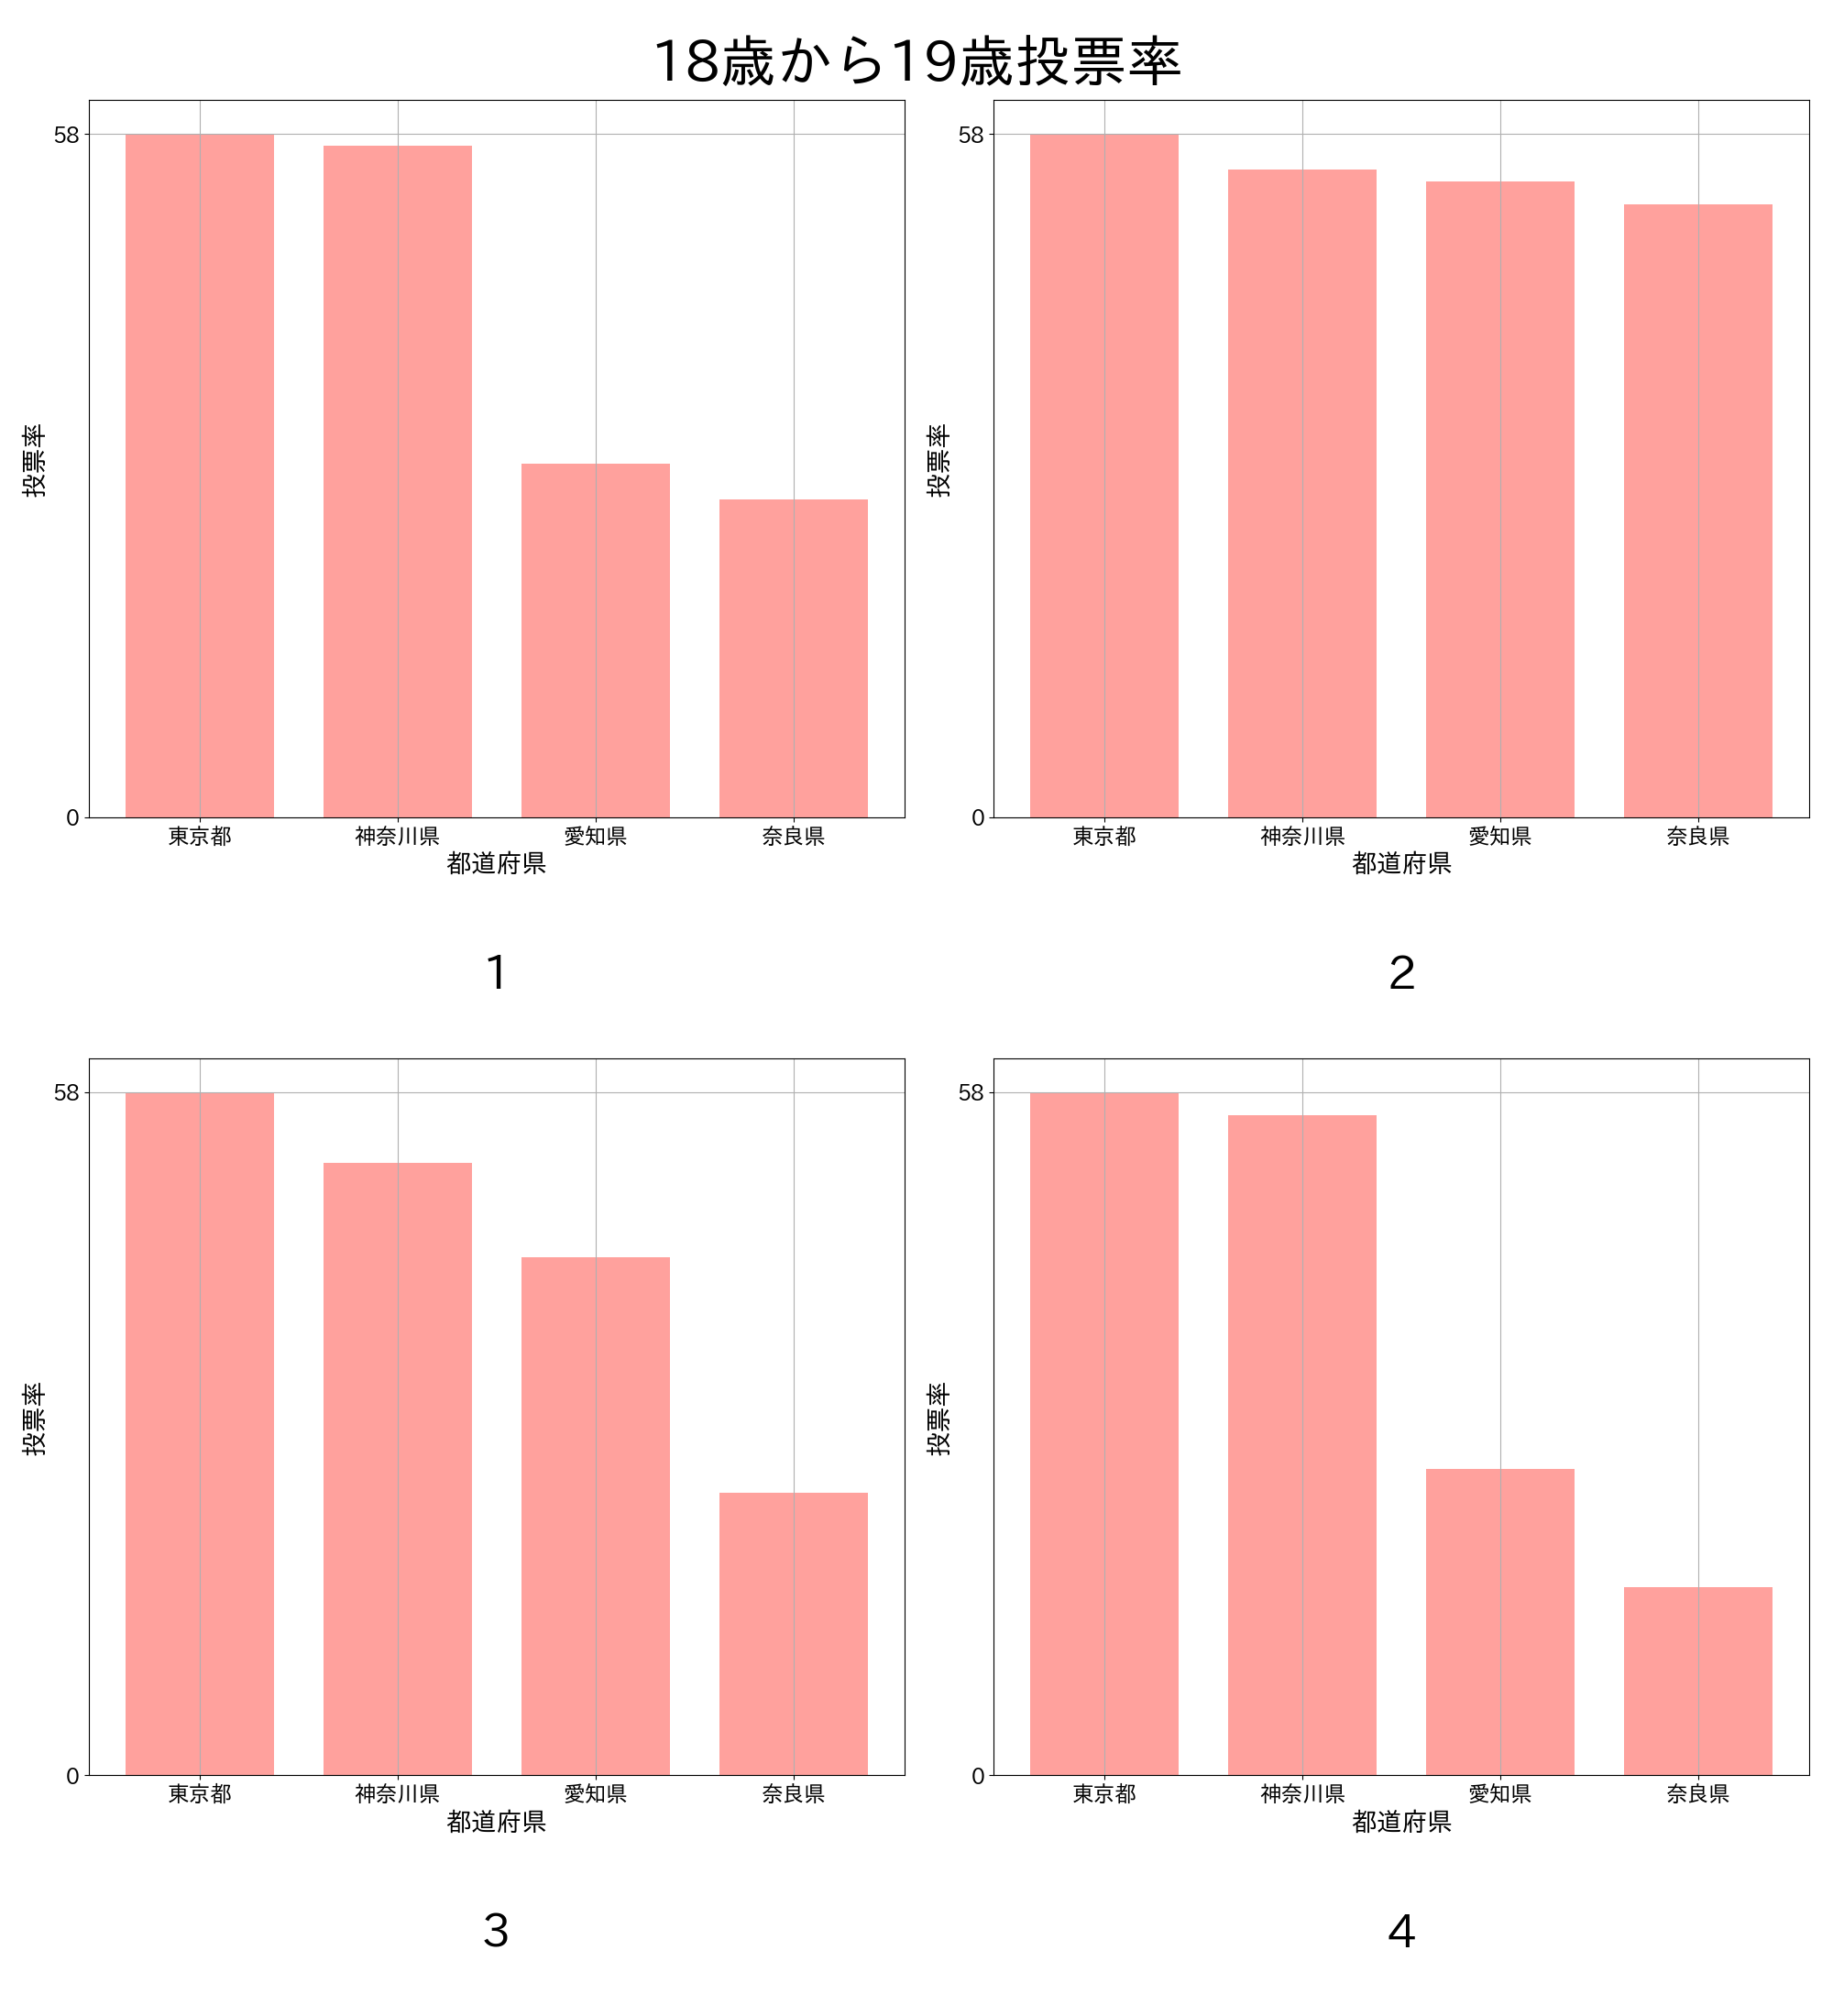 18歳から19歳投票率
58
0
投票率
東京都 神奈川県 愛知県 奈良県
都道府県
1
58
0
投票率
東京都 神奈川県 愛知県 奈良県
都道府県
2
58
0
投票率
東京都 神奈川県 愛知県 奈良県
都道府県
3
58
0
投票率
東京都 神奈川県 愛知県 奈良県
都道府県
4